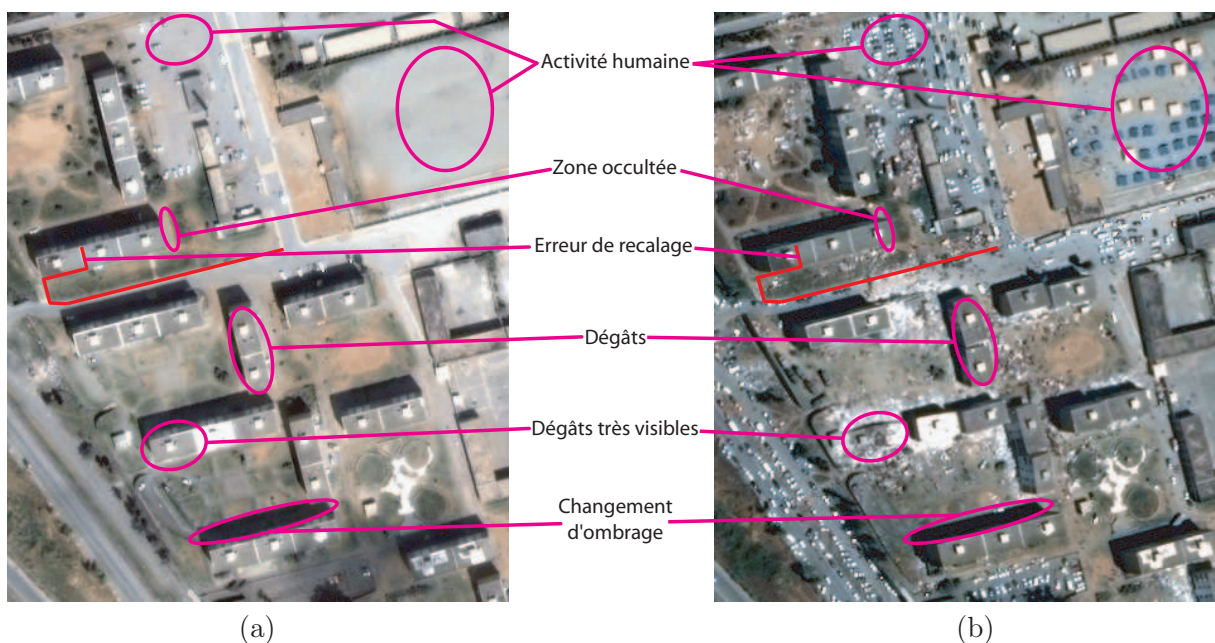 Activité humaine
Zone occultée
Erreur de recalage
Dégâts
Dégâts très visibles
Changement
d'ombrage
(a)
(b)